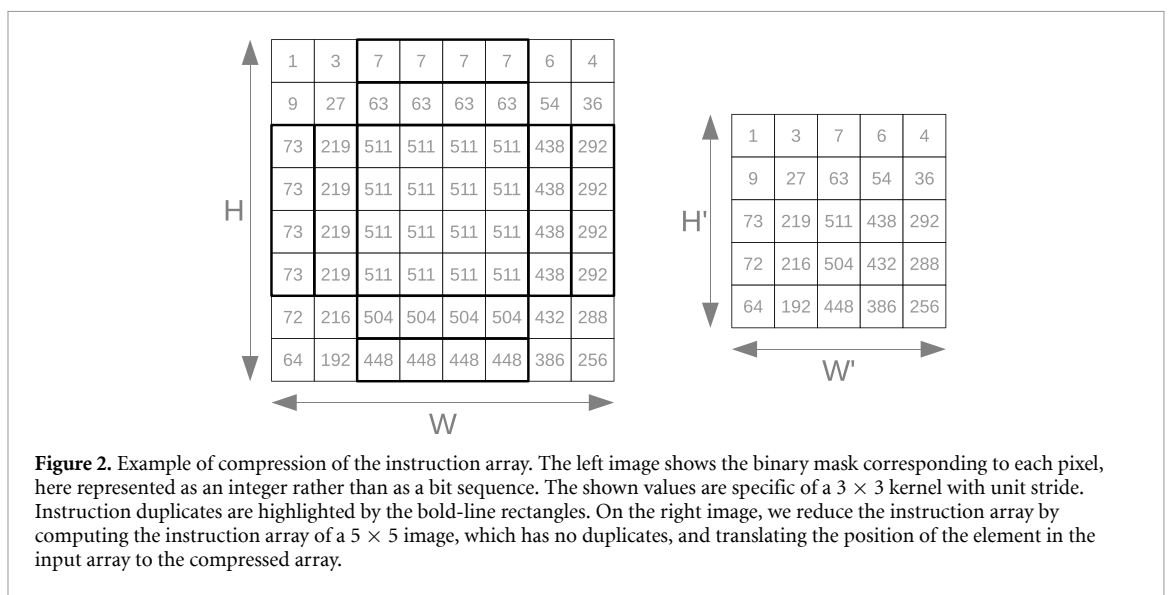 1 3 7 7 7 7 6 4
9 27 63 63 63 63 54 36
73 219 511 511 511 511 438 292
73 219 511 511 511 511 438 292
73 219 511 511 511 511 438 292
73 219 511 511 511 511 438 292
72 216 504 504 504 504 432 288
64 192 448 448 448 448 386 256
H
W
1 3 7 6 4
9 27 63 54 36
73 219 511 438 292
72 216 504 432 288
64 192 448 386 256
H'
W'
Figure 2. Example of compression of the instruction array. The left image shows the binary mask corresponding to each pixel,
here represented as an integer rather than as a bit sequence. The shown values are specific of a 3 × 3 kernel with unit stride.
Instruction duplicates are highlighted by the bold-line rectangles. On the right image, we reduce the instruction array by
computing the instruction array of a 5 × 5 image, which has no duplicates, and translating the position of the element in the
input array to the compressed array.